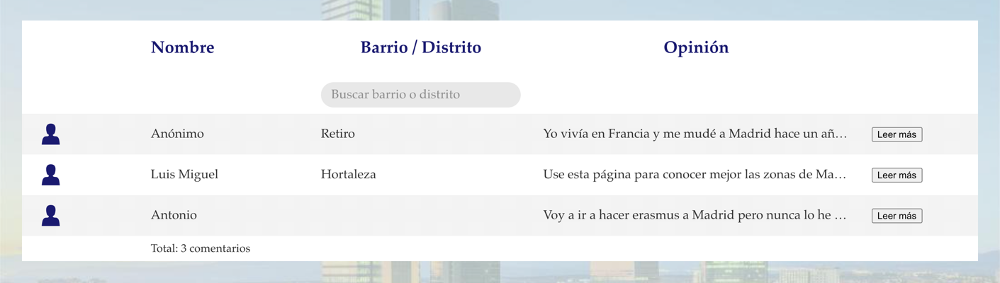 Nombre Barrio / Distrito Opinión
Buscar barrio o distrito
Anónimo Retiro Yo vivía en Francia y me mudé a Madrid hace un añ… Leer más
Luis Miguel Hortaleza Use esta página para conocer mejor las zonas de Ma… Leer más
Antonio Voy a ir a hacer erasmus a Madrid pero nunca lo he … Leer más
Total: 3 comentarios